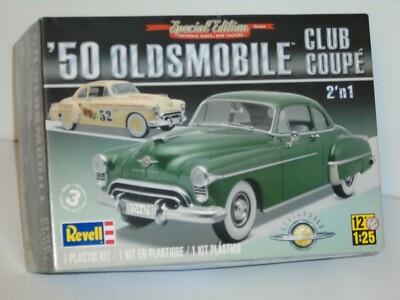 Special Edition
'50 OLDSMOBILE CLUB COUPÉ
2'n1
52
3
Revell
1 PLASTIC KIT / 1 KIT EN PLASTIQUE / 1 KIT PLÁSTICO
12
1:25